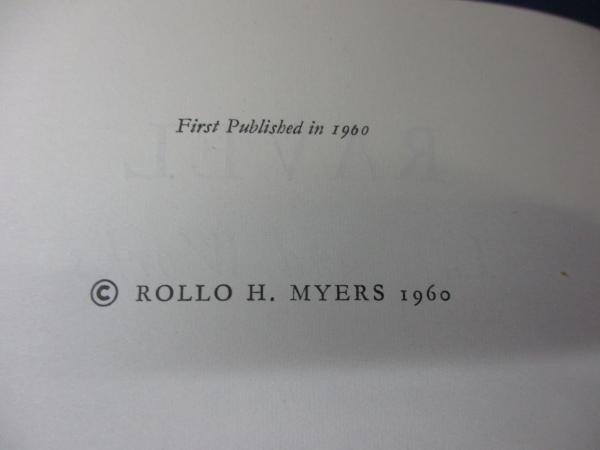 First Published in 1960
© ROLLO H. MYERS 1960